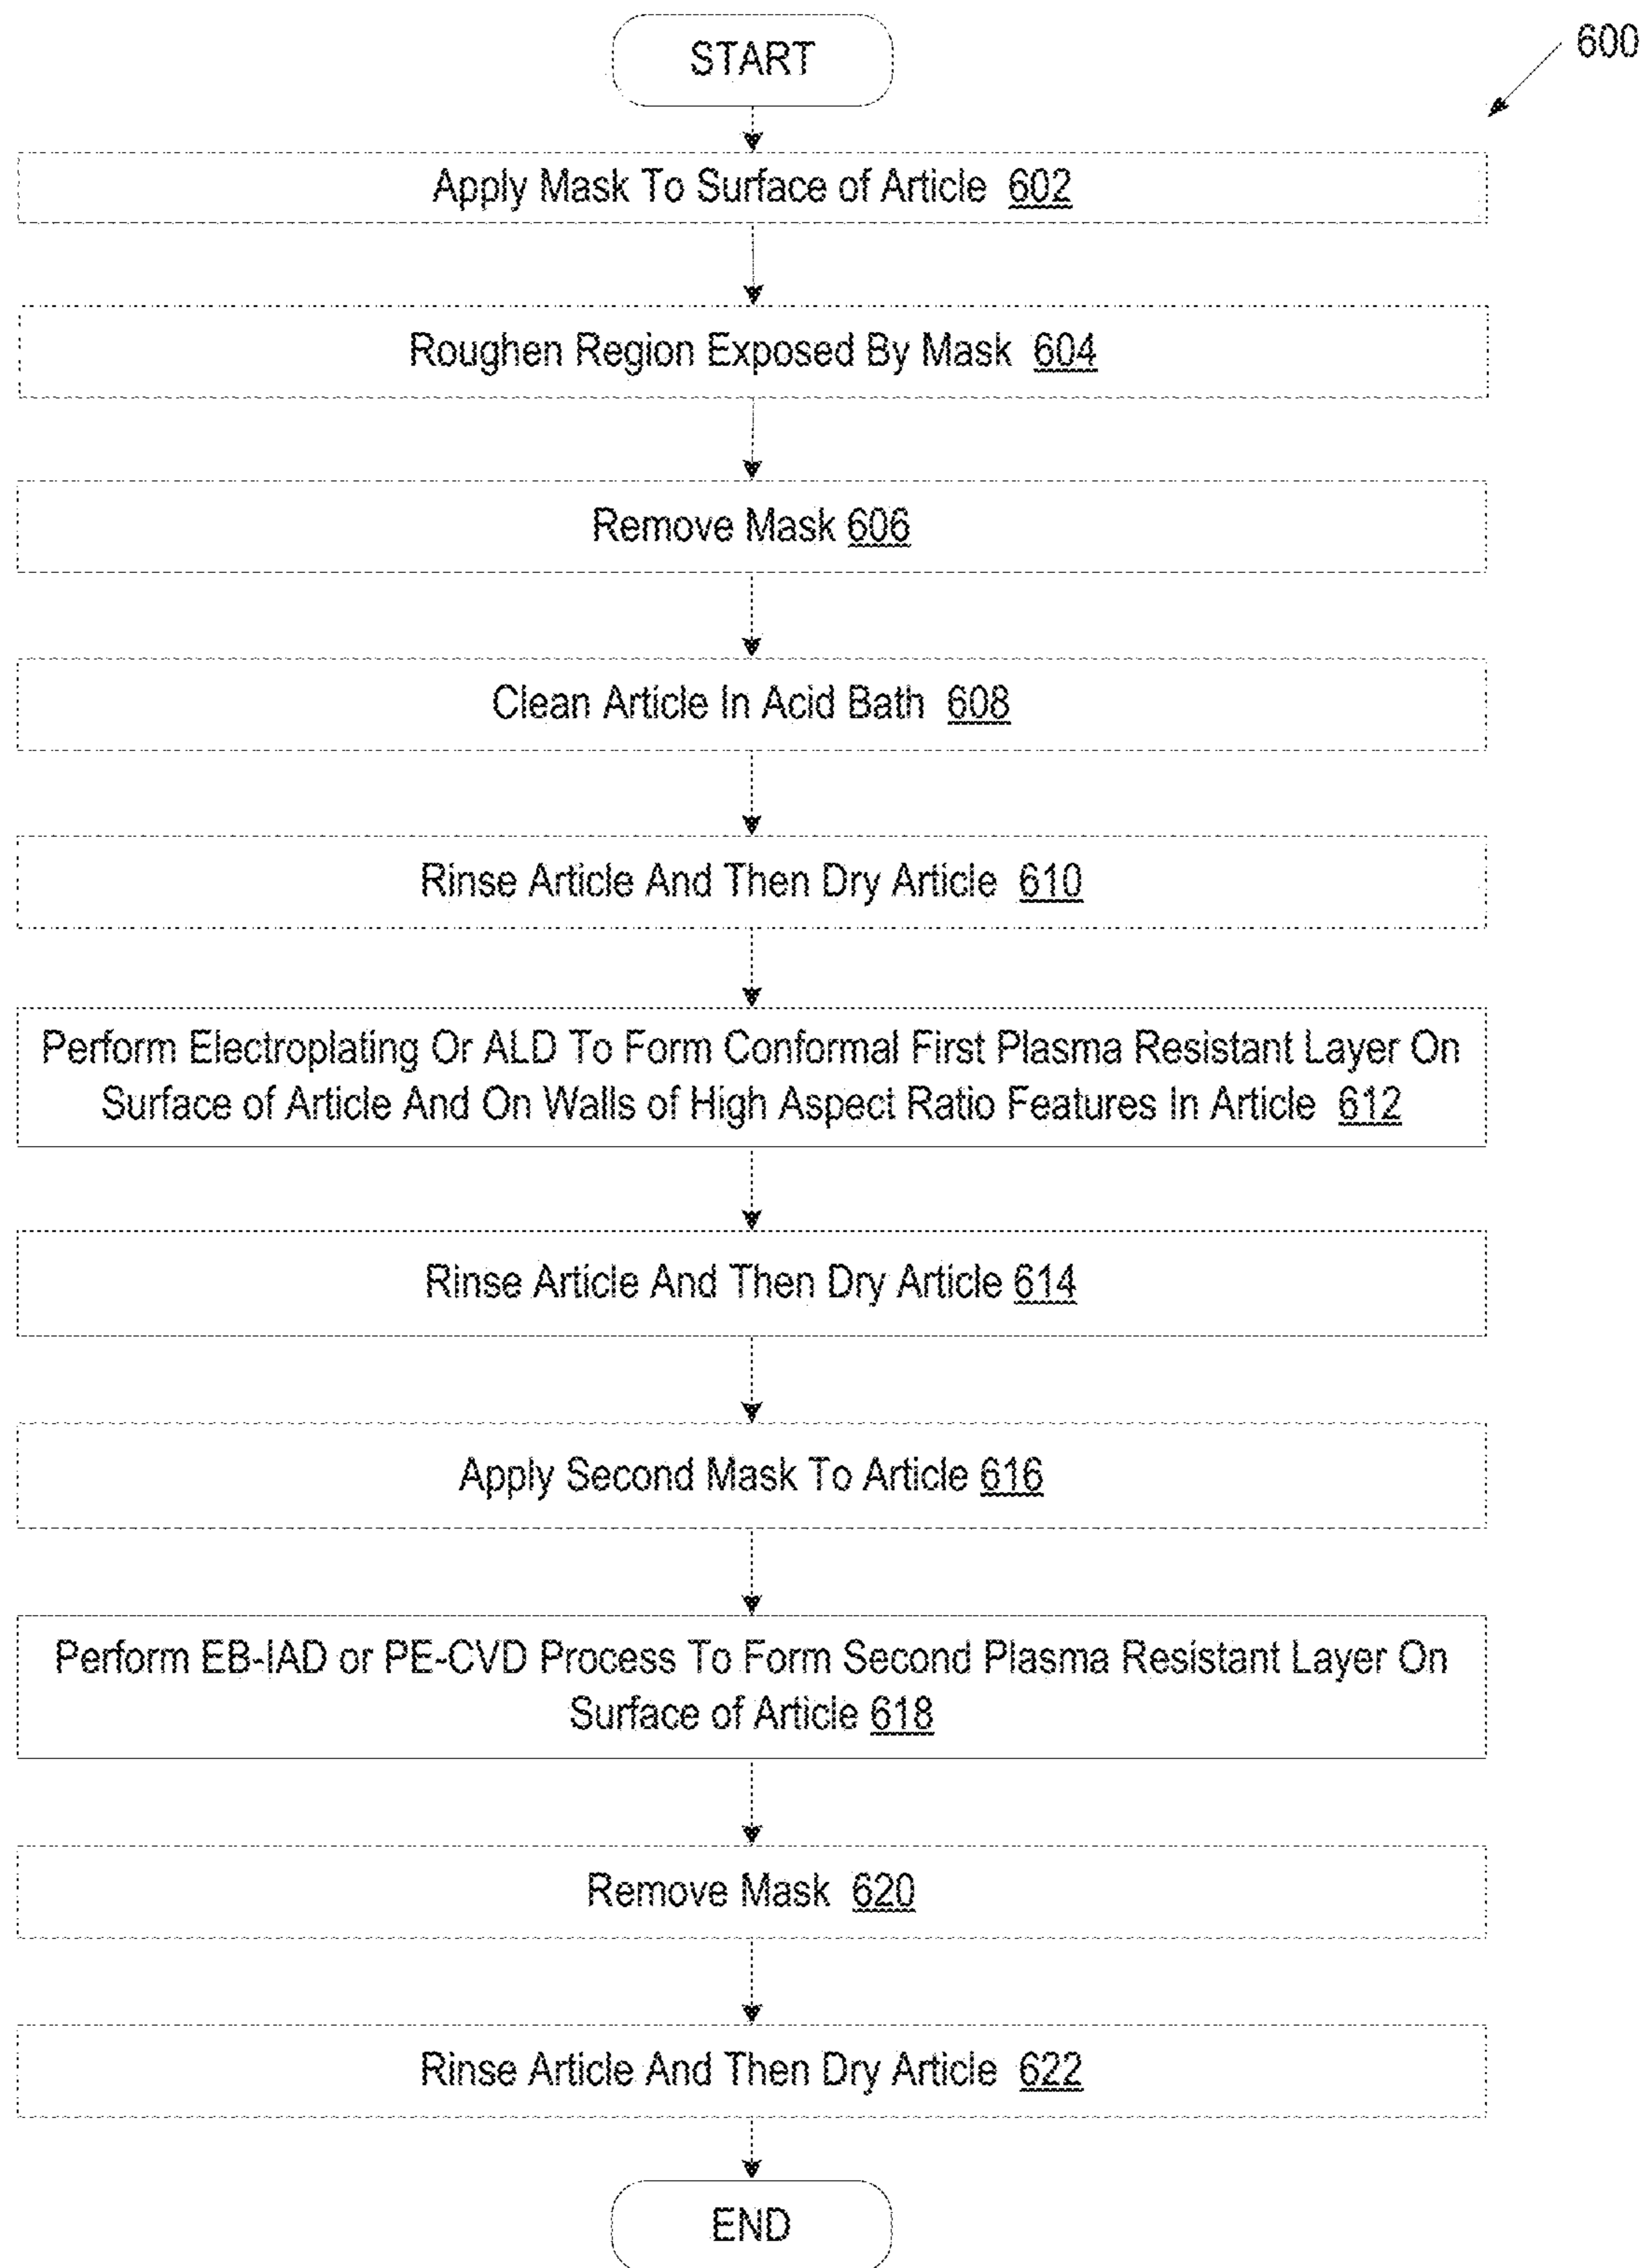 START
600
Apply Mask To Surface of Article 602
Roughen Region Exposed By Mask 604
Remove Mask 606
Clean Article In Acid Bath 608
Rinse Article And Then Dry Article 610
Perform Electroplating Or ALD To Form Conformal First Plasma Resistant Layer On
Surface of Article And On Walls of High Aspect Ratio Features In Article 612
Rinse Article And Then Dry Article 614
Apply Second Mask To Article 616
Perform EB-IAD or PE-CVD Process To Form Second Plasma Resistant Layer On
Surface of Article 618
Remove Mask 620
Rinse Article And Then Dry Article 622
END